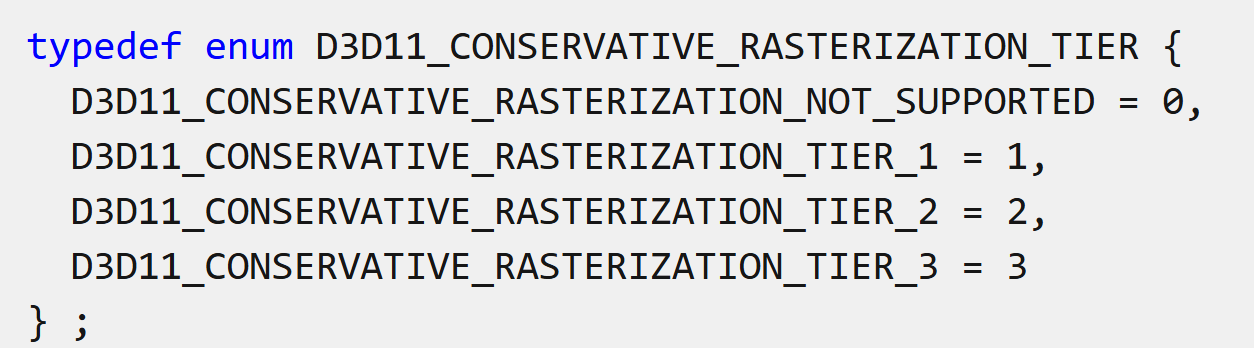 typedef enum D3D11_CONSERVATIVE_RASTERIZATION_TIER {
  D3D11_CONSERVATIVE_RASTERIZATION_NOT_SUPPORTED = 0,
  D3D11_CONSERVATIVE_RASTERIZATION_TIER_1 = 1,
  D3D11_CONSERVATIVE_RASTERIZATION_TIER_2 = 2,
  D3D11_CONSERVATIVE_RASTERIZATION_TIER_3 = 3
} ;